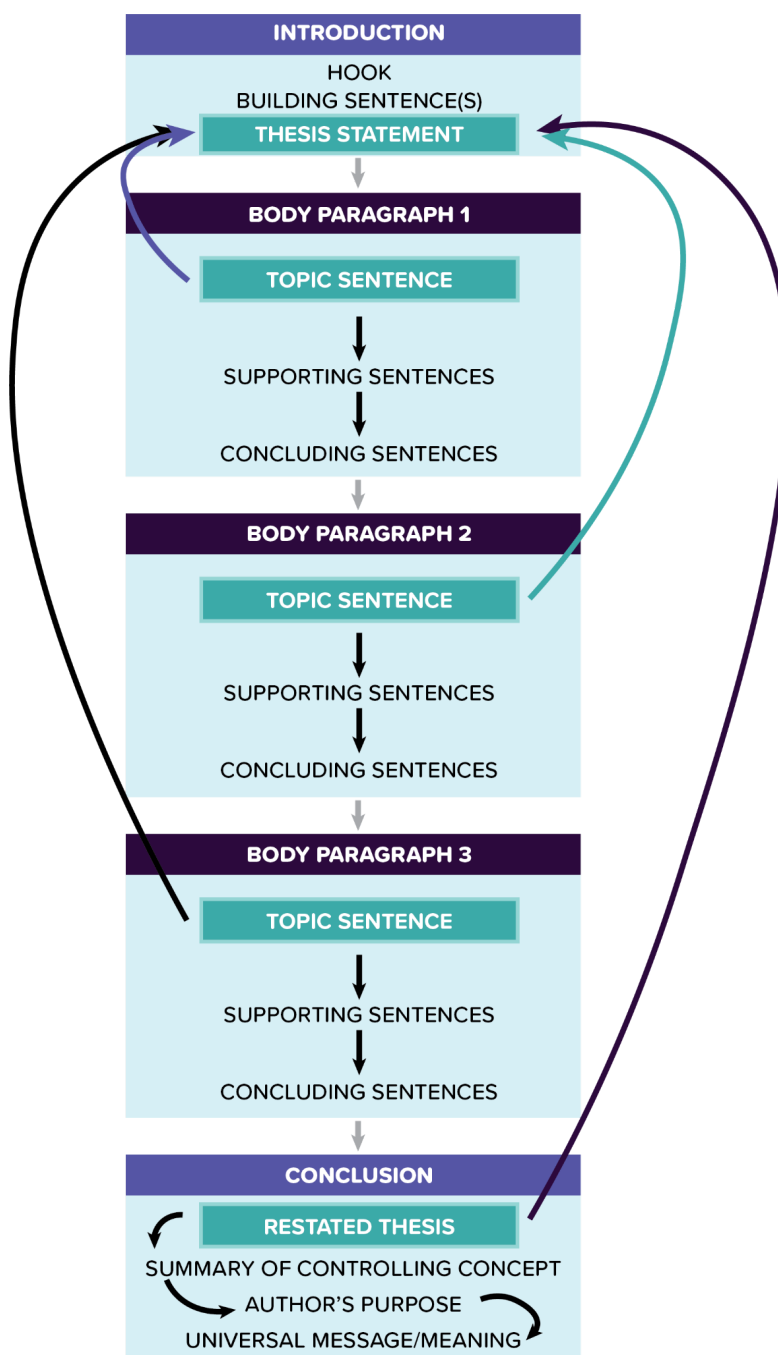 INTRODUCTION
HOOK
BUILDING SENTENCE(S)
THESIS STATEMENT
BODY PARAGRAPH 1
TOPIC SENTENCE
SUPPORTING SENTENCES
CONCLUDING SENTENCES
BODY PARAGRAPH 2
TOPIC SENTENCE
SUPPORTING SENTENCES
CONCLUDING SENTENCES
BODY PARAGRAPH 3
TOPIC SENTENCE
SUPPORTING SENTENCES
CONCLUDING SENTENCES
CONCLUSION
RESTATED THESIS
SUMMARY OF CONTROLLING CONCEPT
AUTHOR'S PURPOSE
UNIVERSAL MESSAGE/MEANING